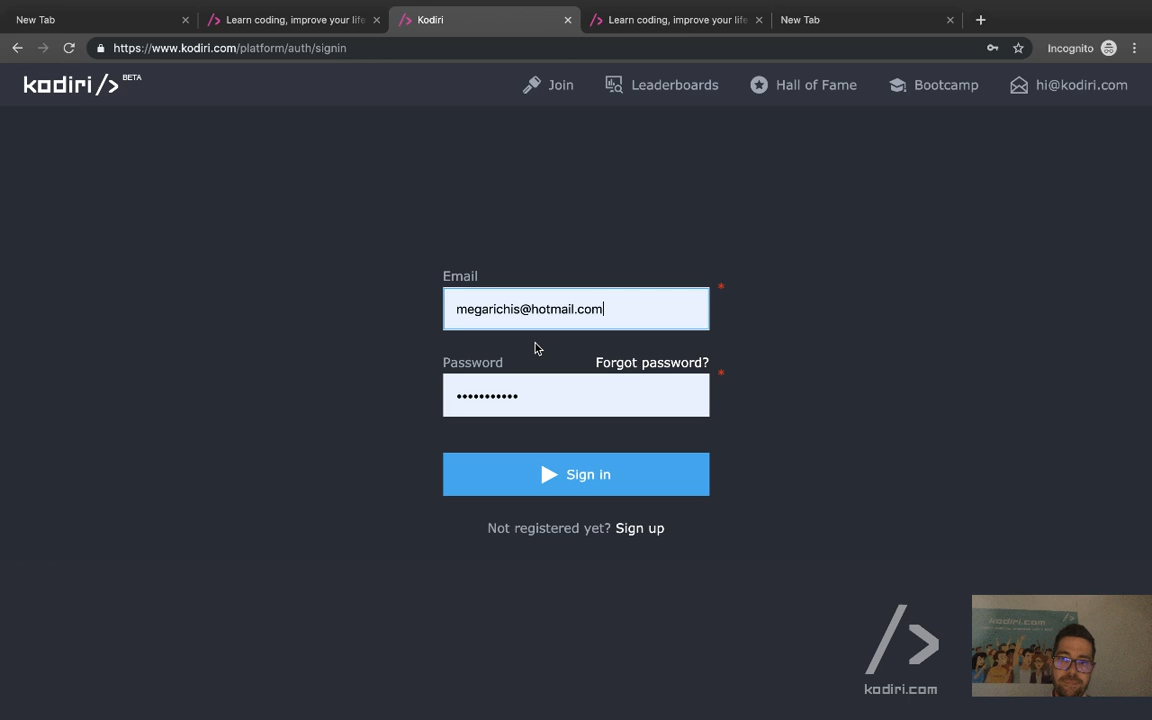 New Tab
Learn coding, improve your life
Kodiri
Learn coding, improve your life
New Tab
https://www.kodiri.com/platform/auth/signin
Incognito
kodiri/> BETA
Join
Leaderboards
Hall of Fame
Bootcamp
hi@kodiri.com
Email
*
megarichis@hotmail.com
Password
Forgot password?
*
•••••••••••
Sign in
Not registered yet? Sign up
/>
kodiri.com
kodiri.com